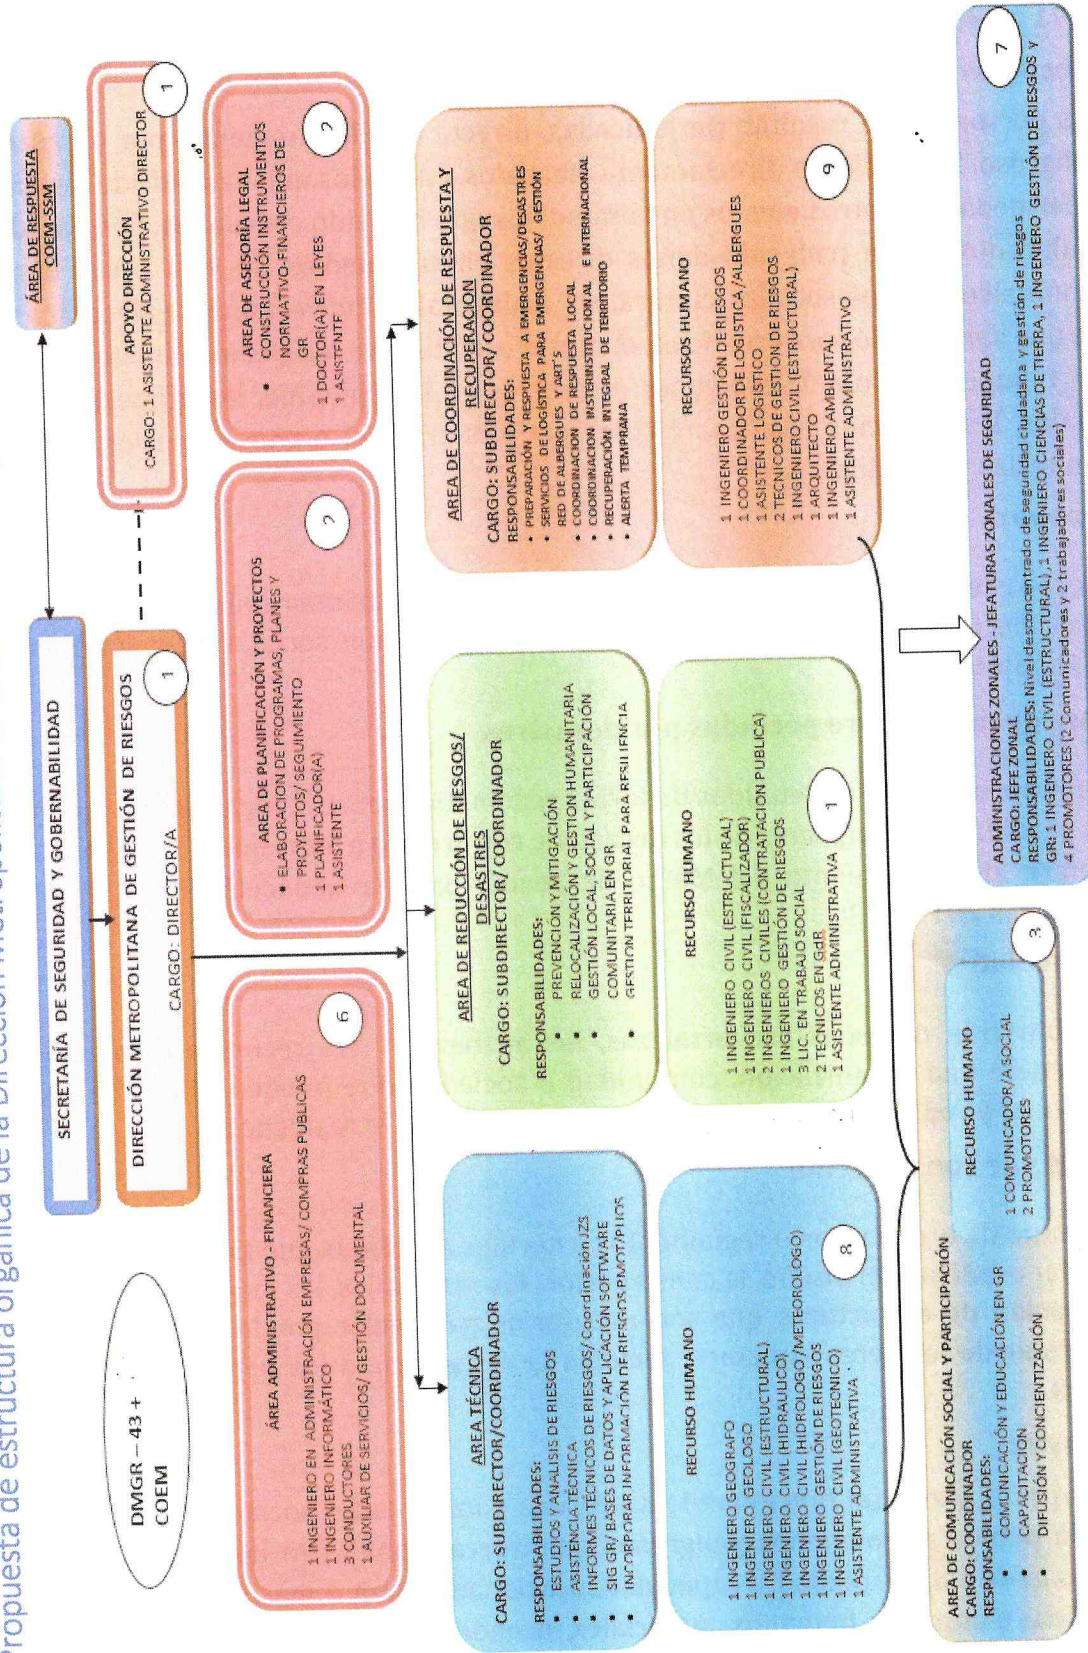 Propuesta de estructura orgánica de la Dirección
SECRETARÍA DE SEGURIDAD Y GOBERNABILIDAD
ÁREA DE RESPUESTA
COEM-SSM
DMGR – 43 +
COEM
DIRECCIÓN METROPOLITANA DE GESTIÓN DE RIESGOS
CARGO: DIRECTOR/A
1
APOYO DIRECCIÓN
CARGO: 1 ASISTENTE ADMINISTRATIVO DIRECTOR
1
ÁREA ADMINISTRATIVO - FINANCIERA
1 INGENIERO EN ADMINISTRACIÓN EMPRESAS/ COMPRAS PUBLICAS
1 INGENIERO INFORMÁTICO
3 CONDUCTORES
1 AUXILIAR DE SERVICIOS/ GESTIÓN DOCUMENTAL
6
AREA DE PLANIFICACIÓN Y PROYECTOS
• ELABORACION DE PROGRAMAS, PLANES Y
PROYECTOS/ SEGUIMIENTO
1 PLANIFICADOR(A)
1 ASISTENTE
2
AREA DE ASESORÍA LEGAL
• CONSTRUCIÓN INSTRUMENTOS
NORMATIVO-FINANCIEROS DE
GR
1 DOCTOR(A) EN LEYES
1 ASISTENTE
2
AREA TÉCNICA
CARGO: SUBDIRECTOR/COORDINADOR
RESPONSABILIDADES:
• ESTUDIOS Y ANALISIS DE RIESGOS
• ASISTENCIA TÉCNICA
• INFORMES TÉCNICOS DE RIESGOS/ Coordinación JZS
• SIG GR/ BASES DE DATOS Y APLICACIÓN SOFTWARE
• INCORPORAR INFORMACIÓN DE RIESGOS PMOT/PUOS
AREA DE REDUCCIÓN DE RIESGOS/
DESASTRES
CARGO: SUBDIRECTOR/ COORDINADOR
RESPONSABILIDADES:
• PREVENCIÓN Y MITIGACIÓN
• RELOCALIZACIÓN Y GESTION HUMANITARIA
• GESTIÓN LOCAL, SOCIAL Y PARTICIPACIÓN
COMUNITARIA EN GR
• GESTION TERRITORIAL PARA RESILIENCIA
AREA DE COORDINACIÓN DE RESPUESTA Y
RECUPERACION
CARGO: SUBDIRECTOR/ COORDINADOR
RESPONSABILIDADES:
• PREPARACIÓN Y RESPUESTA A EMERGENCIAS/DESASTRES
• SERVICIOS DE LOGÍSTICA PARA EMERGENCIAS/ GESTIÓN
RED DE ALBERGUES Y ART'S
• COORDINACION DE RESPUESTA LOCAL
• COORDINACION INSTERINSTITUCIONAL E INTERNACIONAL
• RECUPERACIÓN INTEGRAL DE TERRITORIO
• ALERTA TEMPRANA
RECURSO HUMANO
1 INGENIERO GEOGRAFO
1 INGENIERO GEOLOGO
1 INGENIERO CIVIL (ESTRUCTURAL)
1 INGENIERO CIVIL (HIDRAULICO)
1 INGENIERO CIVIL (HIDROLOGO /METEOROLOGO)
1 INGENIERO GESTIÓN DE RIESGOS
1 INGENIERO CIVIL (GEOTECNICO)
1 ASISTENTE ADMINISTRATIVA
8
RECURSO HUMANO
1 INGENIERO CIVIL (ESTRUCTURAL)
1 INGENIERO CIVIL (FISCALIZADOR)
2 INGENIEROS CIVILES (CONTRATACION PUBLICA)
1 INGENIERO GESTIÓN DE RIESGOS
3 LIC. EN TRABAJO SOCIAL
2 TECNICOS EN GdR
1 ASISTENTE ADMINISTRATIVA
1
RECURSOS HUMANO
1 INGENIERO GESTIÓN DE RIESGOS
1 COORDINADOR DE LOGISTICA /ALBERGUES
1 ASISTENTE LOGISTICO
2 TECNICOS DE GESTION DE RIESGOS
1 INGENIERO CIVIL (ESTRUCTURAL)
1 ARQUITECTO
1 INGENIERO AMBIENTAL
1 ASISTENTE ADMINISTRATIVO
9
AREA DE COMUNICACIÓN SOCIAL Y PARTICIPACIÓN
CARGO: COORDINADOR
RESPONSABILIDADES:
• COMUNICACIÓN Y EDUCACIÓN EN GR
• CAPACITACION
• DIFUSIÓN Y CONCIENTIZACIÓN
RECURSO HUMANO
1 COMUNICADOR/A SOCIAL
2 PROMOTORES
3
ADMINISTRACIONES ZONALES - JEFATURAS ZONALES DE SEGURIDAD
CARGO: JEFE ZONAL
RESPONSABILIDADES: Nivel desconcentrado de seguridad ciudadana y gestión de riesgos
GR: 1 INGENIERO CIVIL (ESTRUCTURAL), 1 INGENIERO CIENCIAS DE TIERRA, 1 INGENIERO GESTIÓN DE RIESGOS y
4 PROMOTORES (2 Comunicadores y 2 trabajadores sociales)
7